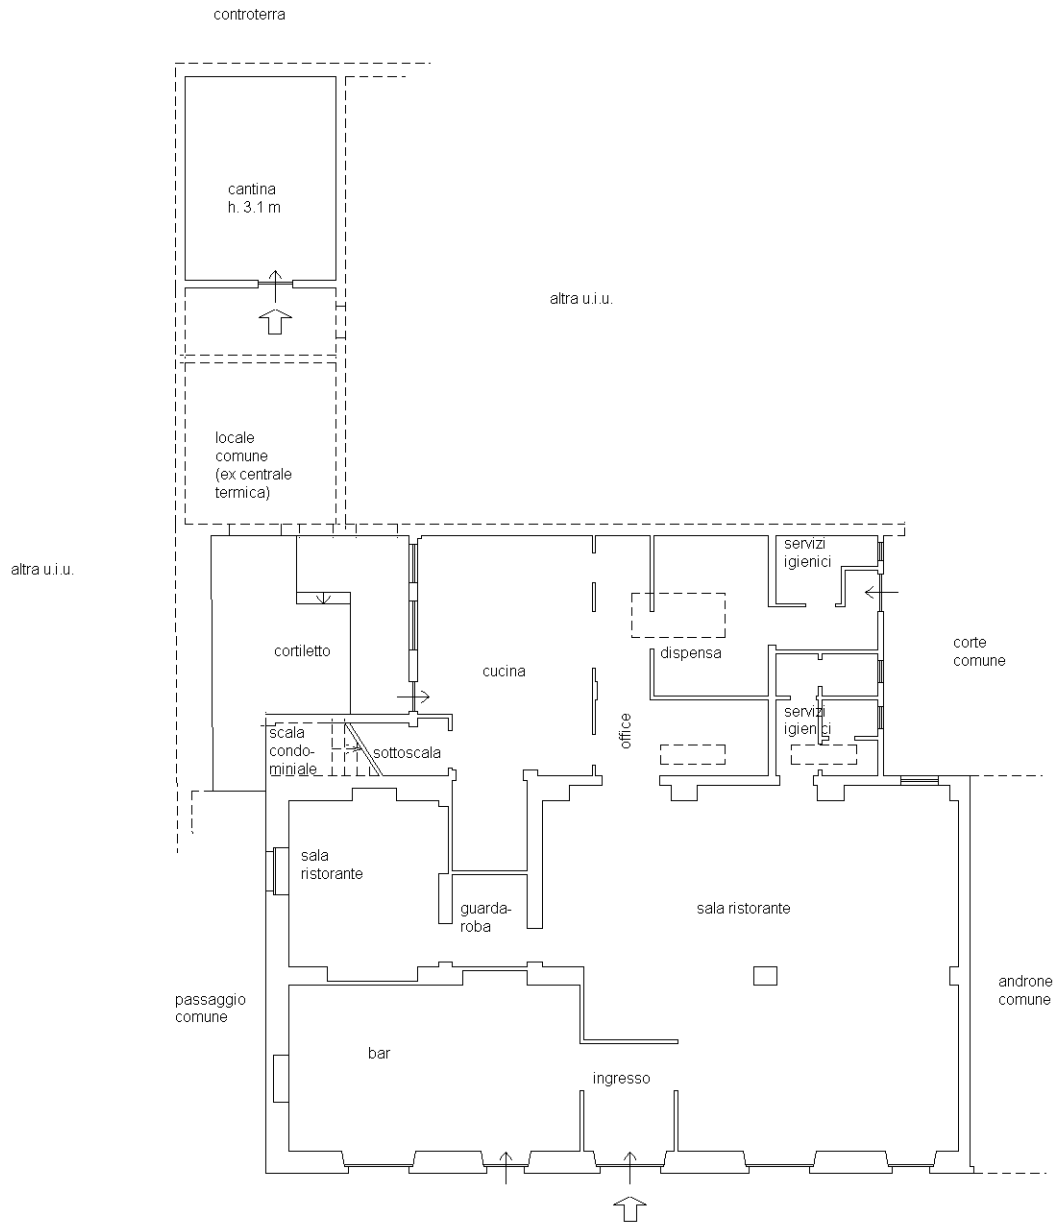 controterra
cantina
h. 3.1 m
altra u.i.u.
locale
comune
(ex centrale
termica)
servizi
igienici
altra u.i.u.
cortiletto
cucina
dispensa
corte
comune
servizi
igienici
office
scala
condo-
miniale
sottoscala
sala
ristorante
guarda-
roba
sala ristorante
androne
comune
passaggio
comune
bar
ingresso